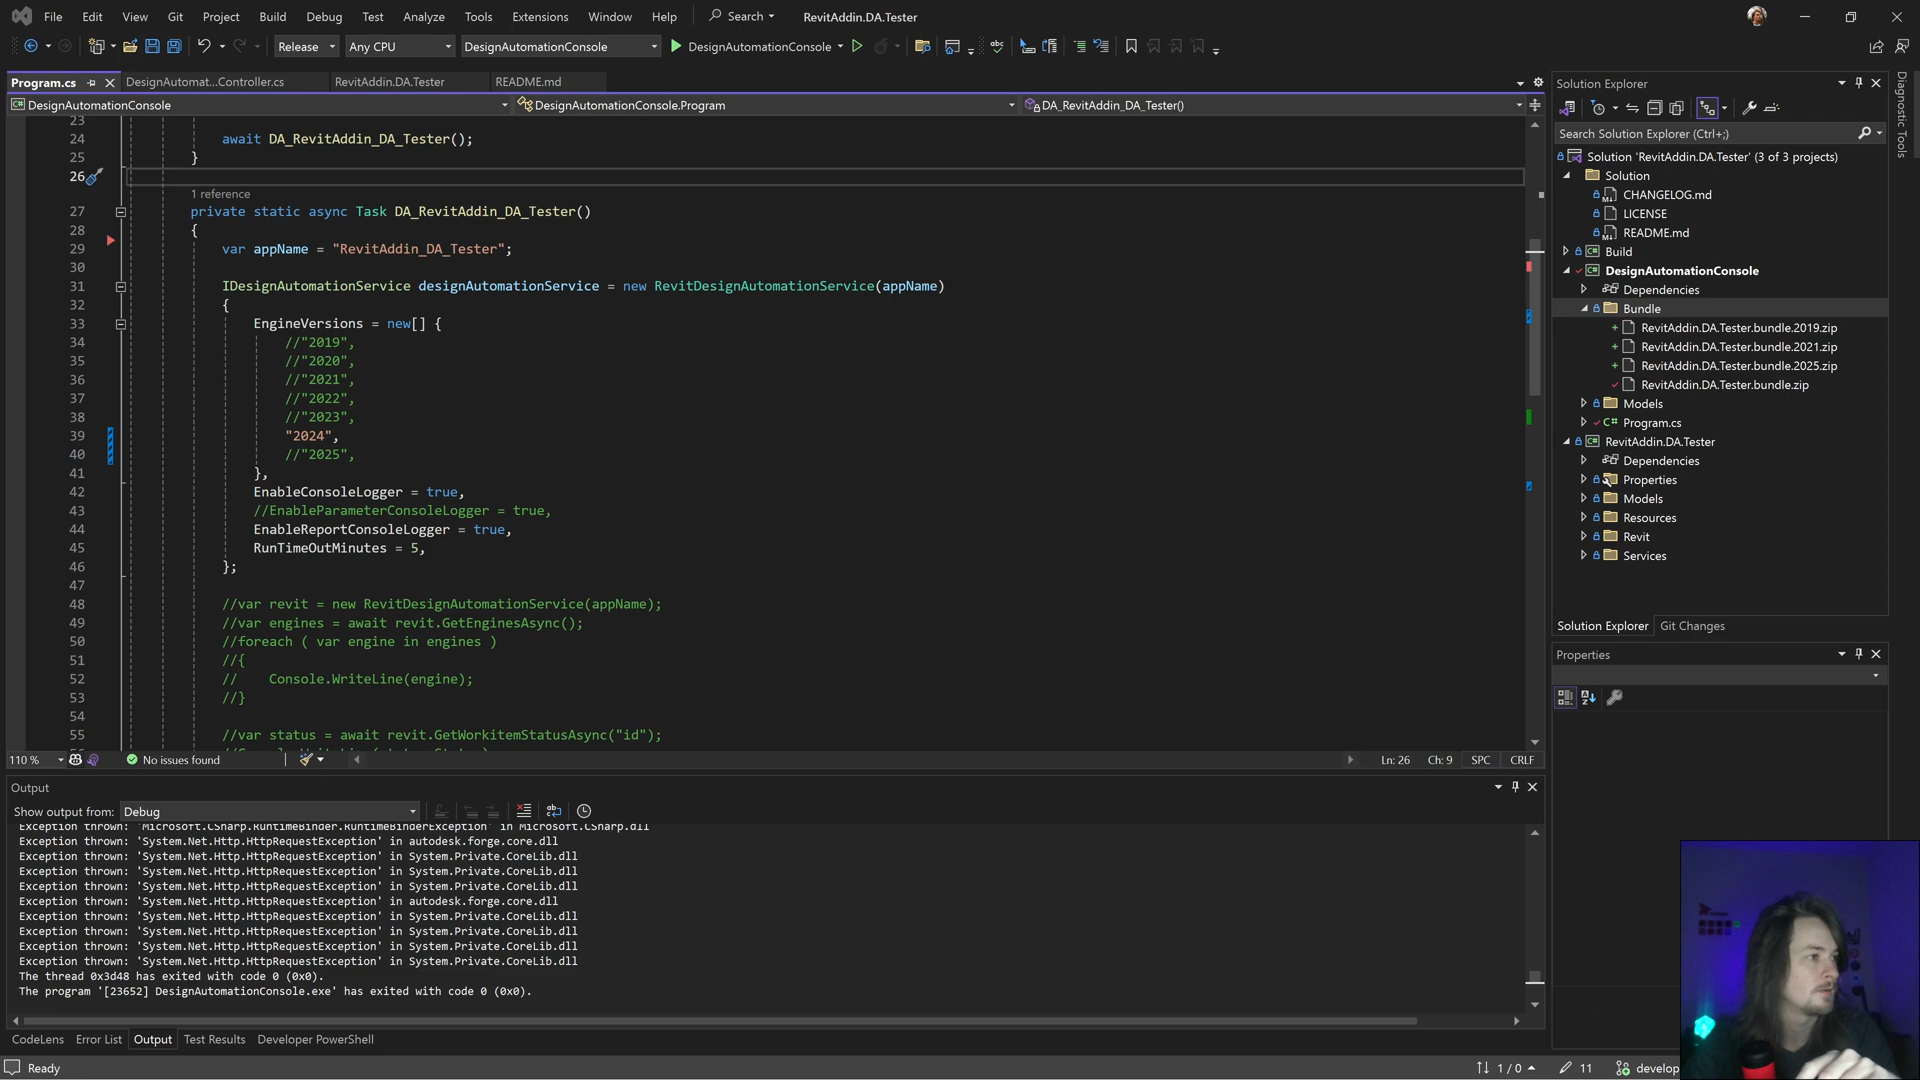 File Edit View Git Project Build Debug Test Analyze Tools Extensions Window Help Search RevitAddin.DA.Tester
Release Any CPU DesignAutomationConsole DesignAutomationConsole
Program.cs DesignAutomat...Controller.cs RevitAddin.DA.Tester README.md
DesignAutomationConsole DesignAutomationConsole.Program DA_RevitAddin_DA_Tester()
23
24 await DA_RevitAddin_DA_Tester();
25 }
26
1 reference
27 private static async Task DA_RevitAddin_DA_Tester()
28 {
29 var appName = "RevitAddin_DA_Tester";
30
31 IDesignAutomationService designAutomationService = new RevitDesignAutomationService(appName)
32 {
33 EngineVersions = new[] {
34 //"2019",
35 //"2020",
36 //"2021",
37 //"2022",
38 //"2023",
39 "2024",
40 //"2025",
41 },
42 EnableConsoleLogger = true,
43 //EnableParameterConsoleLogger = true,
44 EnableReportConsoleLogger = true,
45 RunTimeOutMinutes = 5,
46 };
47
48 //var revit = new RevitDesignAutomationService(appName);
49 //var engines = await revit.GetEnginesAsync();
50 //foreach ( var engine in engines )
51 //{
52 // Console.WriteLine(engine);
53 //}
54
55 //var status = await revit.GetWorkitemStatusAsync("id");
110 % No issues found Ln: 26 Ch: 9 SPC CRLF
Output
Show output from: Debug
Exception thrown: 'Microsoft.CSharp.RuntimeBinder.RuntimeBinderException' in Microsoft.CSharp.dll
Exception thrown: 'System.Net.Http.HttpRequestException' in autodesk.forge.core.dll
Exception thrown: 'System.Net.Http.HttpRequestException' in System.Private.CoreLib.dll
Exception thrown: 'System.Net.Http.HttpRequestException' in System.Private.CoreLib.dll
Exception thrown: 'System.Net.Http.HttpRequestException' in System.Private.CoreLib.dll
Exception thrown: 'System.Net.Http.HttpRequestException' in autodesk.forge.core.dll
Exception thrown: 'System.Net.Http.HttpRequestException' in System.Private.CoreLib.dll
Exception thrown: 'System.Net.Http.HttpRequestException' in System.Private.CoreLib.dll
Exception thrown: 'System.Net.Http.HttpRequestException' in System.Private.CoreLib.dll
Exception thrown: 'System.Net.Http.HttpRequestException' in System.Private.CoreLib.dll
The thread 0x3d48 has exited with code 0 (0x0).
The program '[23652] DesignAutomationConsole.exe' has exited with code 0 (0x0).
CodeLens Error List Output Test Results Developer PowerShell
Ready 1 / 0 11 develop
Solution Explorer
Search Solution Explorer (Ctrl+;)
Solution 'RevitAddin.DA.Tester' (3 of 3 projects)
Solution
CHANGELOG.md
LICENSE
README.md
Build
DesignAutomationConsole
Dependencies
Bundle
RevitAddin.DA.Tester.bundle.2019.zip
RevitAddin.DA.Tester.bundle.2021.zip
RevitAddin.DA.Tester.bundle.2025.zip
RevitAddin.DA.Tester.bundle.zip
Models
C# Program.cs
RevitAddin.DA.Tester
Dependencies
Properties
Models
Resources
Revit
Services
Solution Explorer Git Changes
Properties
Diagnostic Tools